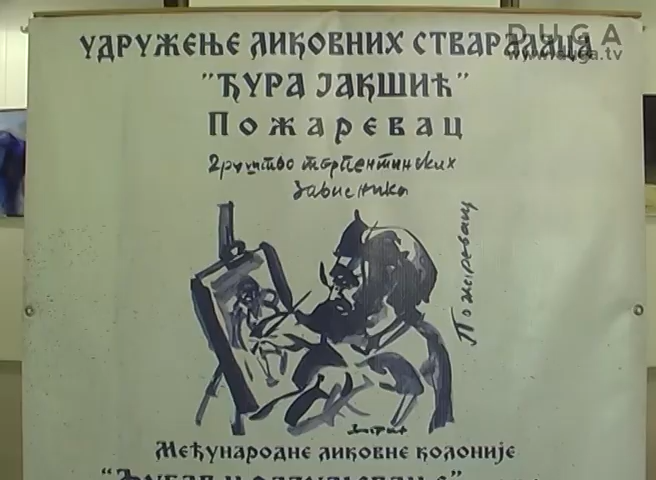 DUGA
www.duga.tv
УДРУЖЕЊЕ ЛИКОВНИХ СТВАРАЛАЦА
"ЂУРА ЈАКШИЋ"
ПОЖАРЕВАЦ
друштво терпентинских
зависника
Пожаревац
Међународне ликовне колоније